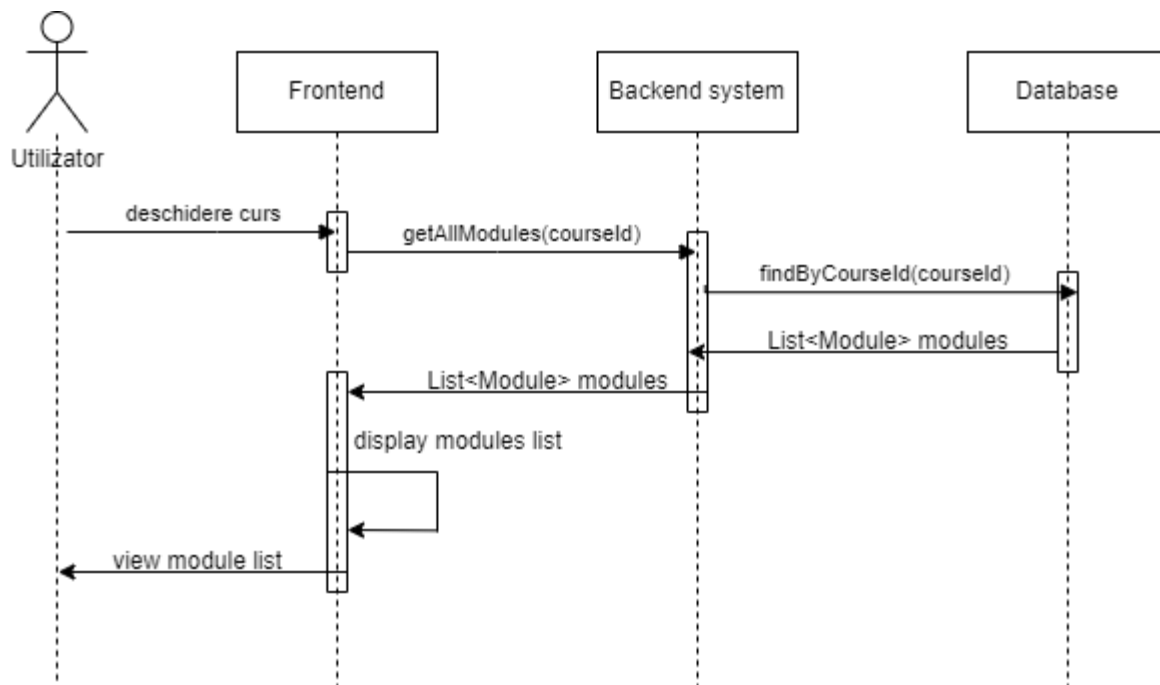 Frontend
Backend system
Database
Utilizator
deschidere curs
getAllModules(courseId)
findByCourseId(courseId)
List<Module> modules
List<Module> modules
display modules list
view module list